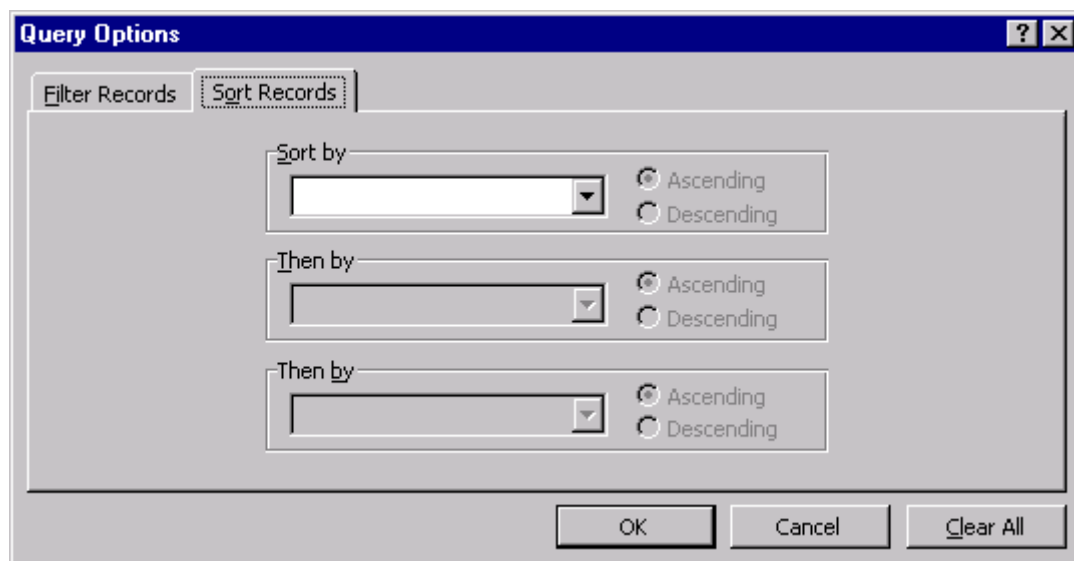 Query Options
Filter Records
Sort Records
Sort by
Ascending
Descending
Then by
Ascending
Descending
Then by
Ascending
Descending
OK
Cancel
Clear All